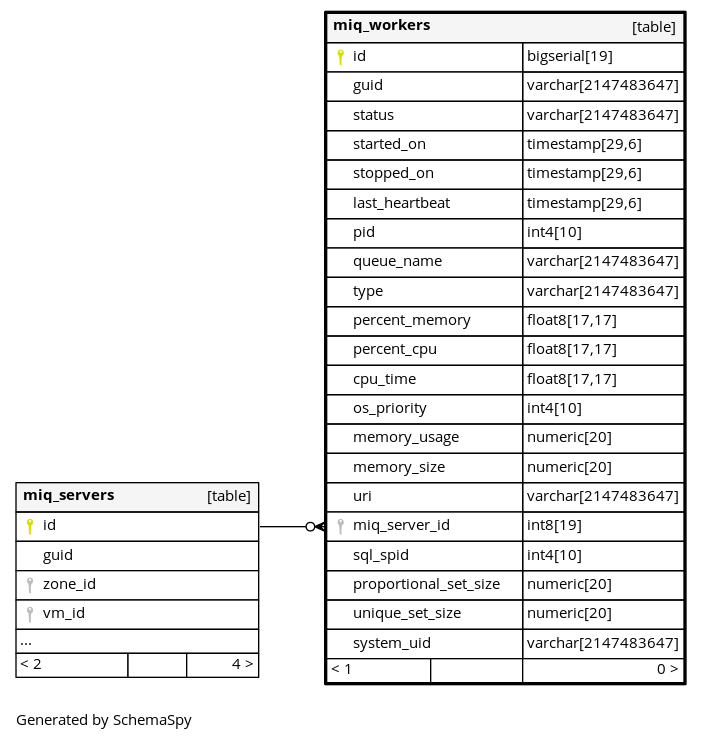 miq_workers [table]
id bigserial[19]
guid varchar[2147483647]
status varchar[2147483647]
started_on timestamp[29,6]
stopped_on timestamp[29,6]
last_heartbeat timestamp[29,6]
pid int4[10]
queue_name varchar[2147483647]
type varchar[2147483647]
percent_memory float8[17,17]
percent_cpu float8[17,17]
cpu_time float8[17,17]
os_priority int4[10]
memory_usage numeric[20]
memory_size numeric[20]
uri varchar[2147483647]
miq_server_id int8[19]
sql_spid int4[10]
proportional_set_size numeric[20]
unique_set_size numeric[20]
system_uid varchar[2147483647]
< 1 0 >
miq_servers [table]
id
guid
zone_id
vm_id
...
< 2 4 >
Generated by SchemaSpy